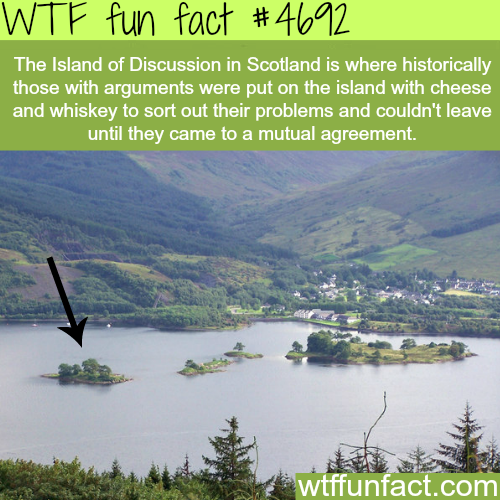 WTF fun fact #4692
The Island of Discussion in Scotland is where historically
those with arguments were put on the island with cheese
and whiskey to sort out their problems and couldn't leave
until they came to a mutual agreement.
wtffunfact.com